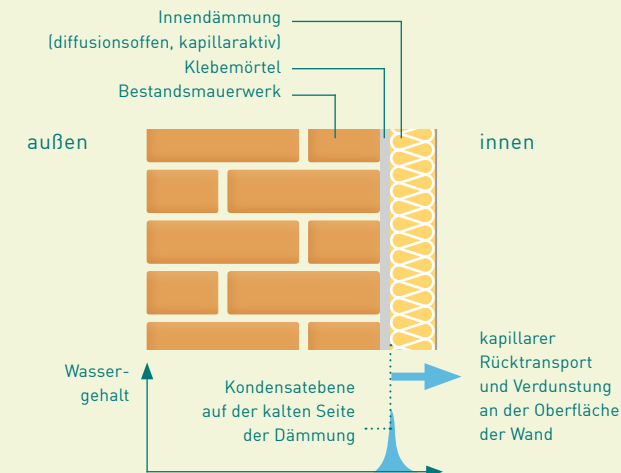 Innendämmung
(diffusionsoffen, kapillaraktiv)
Klebemörtel
Bestandsmauerwerk
außen
innen
Wasser-
gehalt
Kondensatebene
auf der kalten Seite
der Dämmung
kapillarer
Rücktransport
und Verdunstung
an der Oberfläche
der Wand